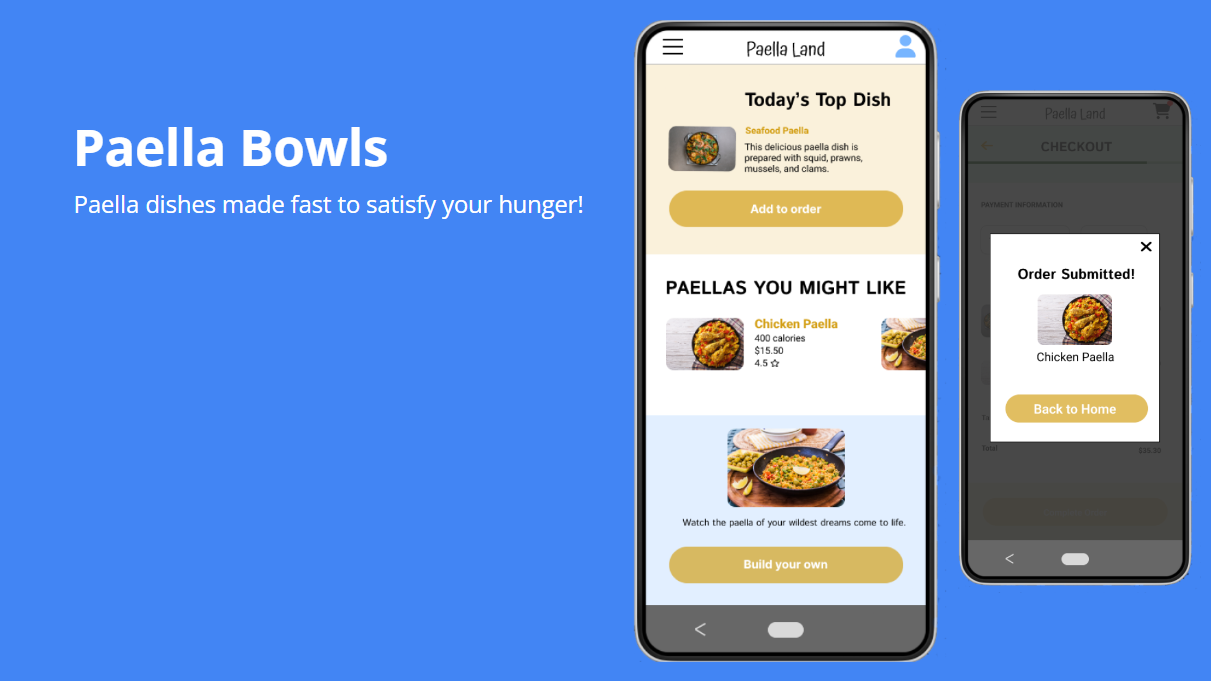 Paella Bowls
Paella dishes made fast to satisfy your hunger!
Paella Land
Today's Top Dish
Seafood Paella
This delicious paella dish is
prepared with squid, prawns,
mussels, and clams.
Add to order
PAELLAS YOU MIGHT LIKE
Chicken Paella
400 calories
$15.50
4.5
Watch the paella of your wildest dreams come to life.
Build your own
Paella Land
CHECKOUT
PAYMENT INFORMATION
Order Submitted!
Chicken Paella
Back to Home
Total